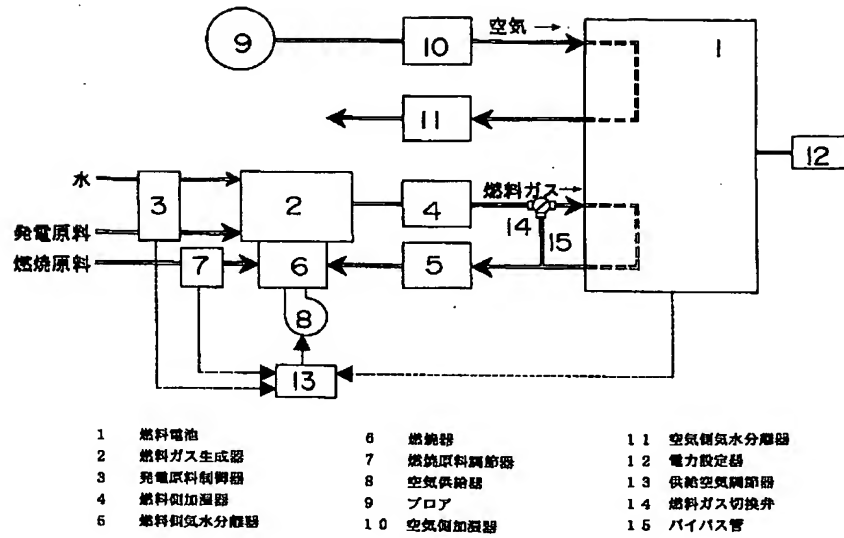 9
10
空気→
1
11
12
水
3
2
4
燃料ガス→
14
15
発電原料
燃焼原料
7
6
5
8
13
1 燃料電池
2 燃料ガス生成器
3 発電原料制御器
4 燃料側加湿器
5 燃料側気水分離器
6 燃焼器
7 燃焼原料調節器
8 空気供給器
9 ブロア
10 空気側加湿器
11 空気側気水分離器
12 電力設定器
13 供給空気調節器
14 燃料ガス切換弁
15 バイパス管